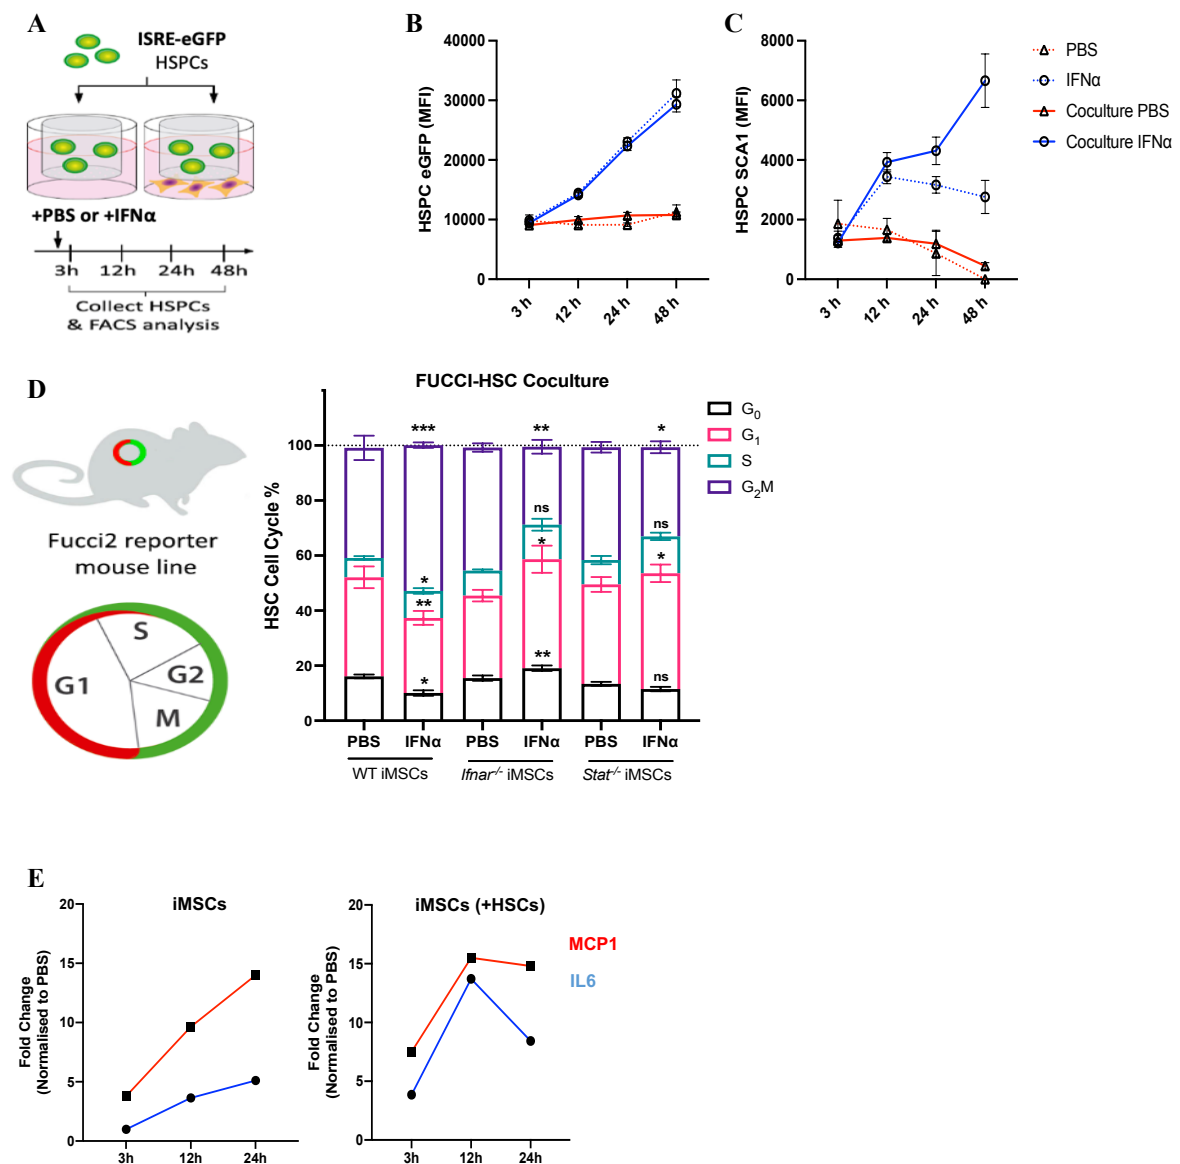 A
ISRE-eGFP
HSPCs
+PBS or +IFNα
3h 12h 24h 48h
Collect HSPCs
& FACS analysis
B
HSPC eGFP (MFI)
40000
30000
20000
10000
0
3 h 12 h 24 h 48 h
C
HSPC SCA1 (MFI)
8000
6000
4000
2000
0
3 h 12 h 24 h 48 h
PBS
IFNα
Coculture PBS
Coculture IFNα
D
Fucci2 reporter
mouse line
G1
S
G2
M
FUCCI-HSC Coculture
HSC Cell Cycle %
100
80
60
40
20
0
*** ** *
ns ns
* * *
**
* ** ns
PBS IFNα PBS IFNα PBS IFNα
WT iMSCs Ifnar-/- iMSCs Stat-/- iMSCs
G0
G1
S
G2M
E
iMSCs
Fold Change
(Normalised to PBS)
20
15
10
5
0
3h 12h 24h
iMSCs (+HSCs)
Fold Change
(Normalised to PBS)
20
15
10
5
0
3h 12h 24h
MCP1
IL6